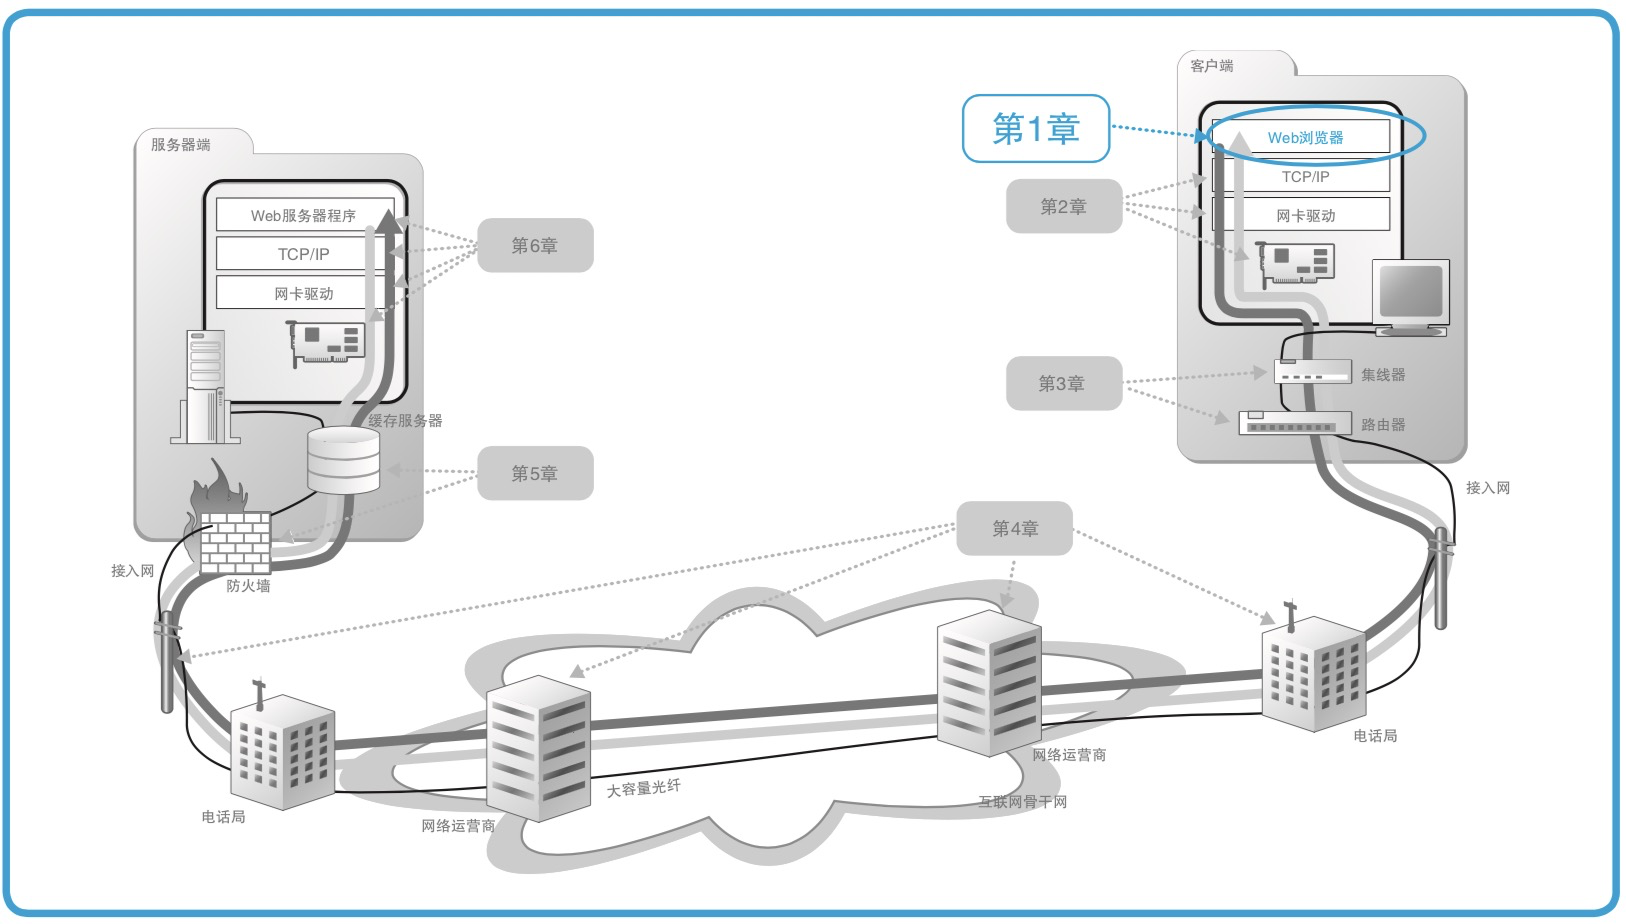 客户端
第1章
Web浏览器
TCP/IP
网卡驱动
第2章
第3章
集线器
路由器
接入网
服务器端
Web服务器程序
TCP/IP
网卡驱动
第6章
缓存服务器
第5章
防火墙
接入网
第4章
电话局
网络运营商
大容量光纤
网络运营商
互联网骨干网
电话局